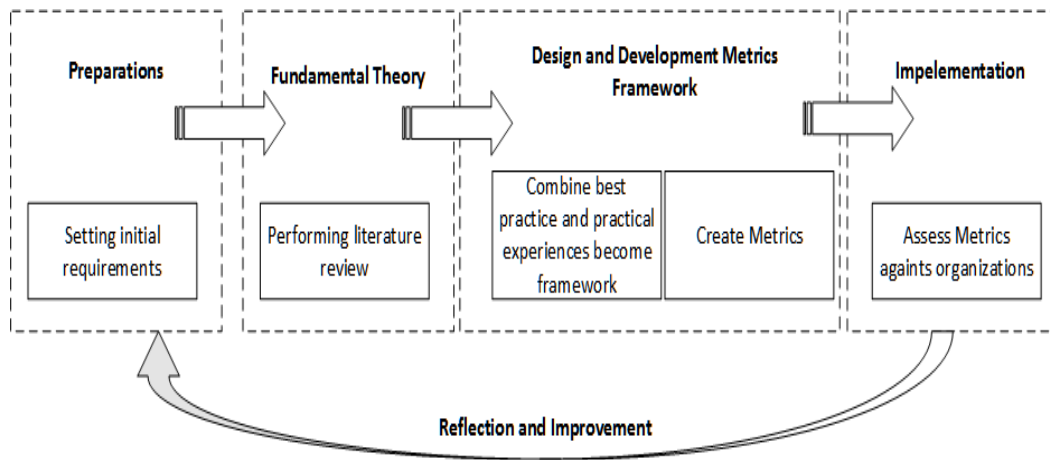 Preparations
Setting initial
requirements
Fundamental Theory
Performing literature
review
Design and Development Metrics
Framework
Combine best
practice and practical
experiences become
framework
Create Metrics
Impelementation
Assess Metrics
againts organizations
Reflection and Improvement